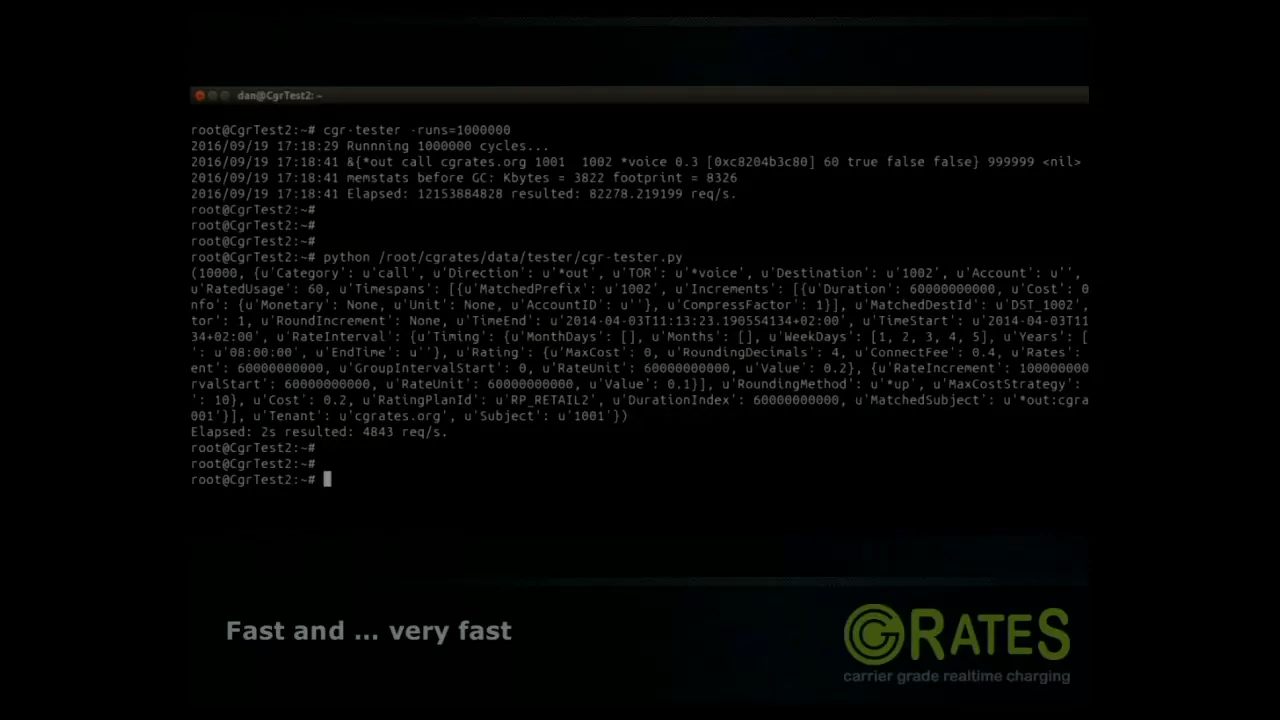 dan@CgrTest2: ~
root@CgrTest2:~# cgr-tester -runs=1000000
2016/09/19 17:18:29 Runnning 1000000 cycles...
2016/09/19 17:18:41 &{*out call cgrates.org 1001  1002 *voice 0.3 [0xc8204b3c80] 60 true false false} 999999 <nil>
2016/09/19 17:18:41 memstats before GC: Kbytes = 3822 footprint = 8326
2016/09/19 17:18:41 Elapsed: 12153884828 resulted: 82278.219199 req/s.
root@CgrTest2:~#
root@CgrTest2:~#
root@CgrTest2:~#
root@CgrTest2:~# python /root/cgrates/data/tester/cgr-tester.py
(10000, {u'Category': u'call', u'Direction': u'*out', u'TOR': u'*voice', u'Destination': u'1002', u'Account': u'',
u'RatedUsage': 60, u'Timespans': [{u'MatchedPrefix': u'1002', u'Increments': [{u'Duration': 60000000000, u'Cost': 0
nfo': {u'Monetary': None, u'Unit': None, u'AccountID': u''}, u'CompressFactor': 1}], u'MatchedDestId': u'DST_1002',
tor': 1, u'RoundIncrement': None, u'TimeEnd': u'2014-04-03T11:13:23.190554134+02:00', u'TimeStart': u'2014-04-03T11
34+02:00', u'RateInterval': {u'Timing': {u'MonthDays': [], u'Months': [], u'WeekDays': [1, 2, 3, 4, 5], u'Years': [
': u'08:00:00', u'EndTime': u''}, u'Rating': {u'MaxCost': 0, u'RoundingDecimals': 4, u'ConnectFee': 0.4, u'Rates':
ent': 60000000000, u'GroupIntervalStart': 0, u'RateUnit': 60000000000, u'Value': 0.2}, {u'RateIncrement': 1000000000
rvalStart': 60000000000, u'RateUnit': 60000000000, u'Value': 0.1}], u'RoundingMethod': u'*up', u'MaxCostStrategy':
': 10}, u'Cost': 0.2, u'RatingPlanId': u'RP_RETAIL2', u'DurationIndex': 60000000000, u'MatchedSubject': u'*out:cgra
001'}], u'Tenant': u'cgrates.org', u'Subject': u'1001'})
Elapsed: 2s resulted: 4843 req/s.
root@CgrTest2:~#
root@CgrTest2:~#
root@CgrTest2:~#
Fast and ... very fast
CGRATES
carrier grade realtime charging